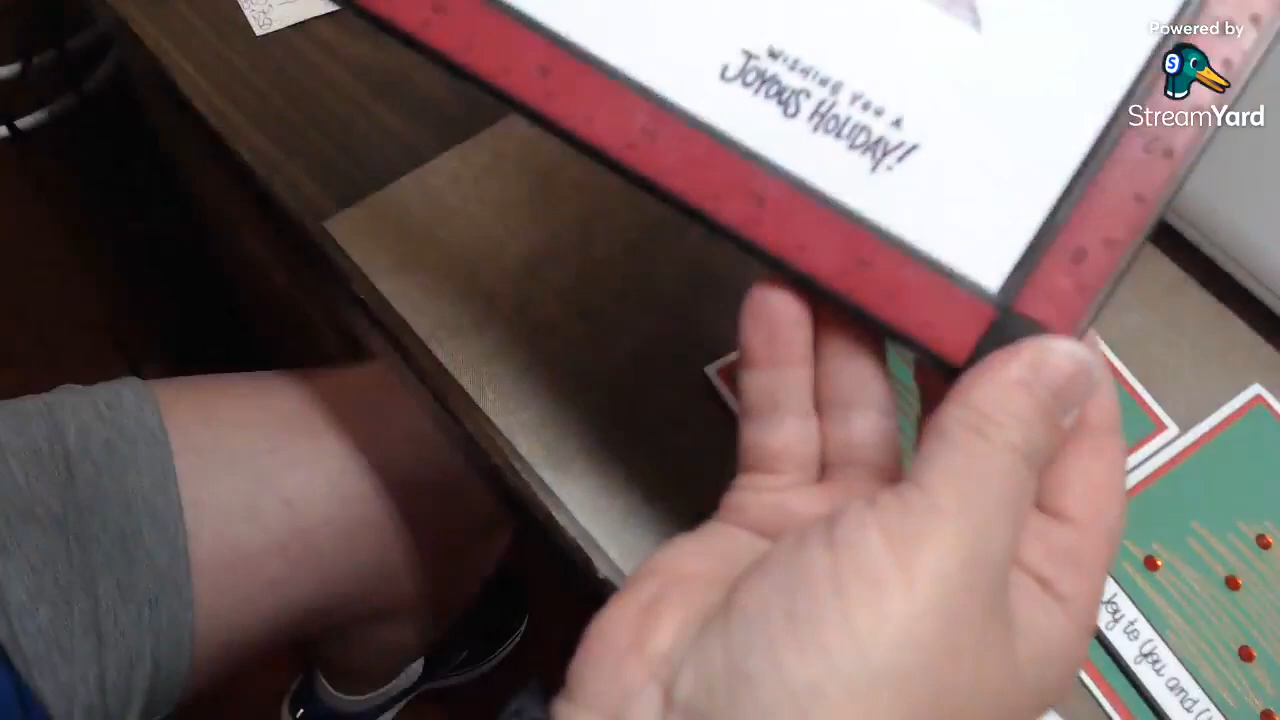 Powered by
StreamYard
WISHING YOU A
JOYOUS HOLIDAY!
Joy to you and